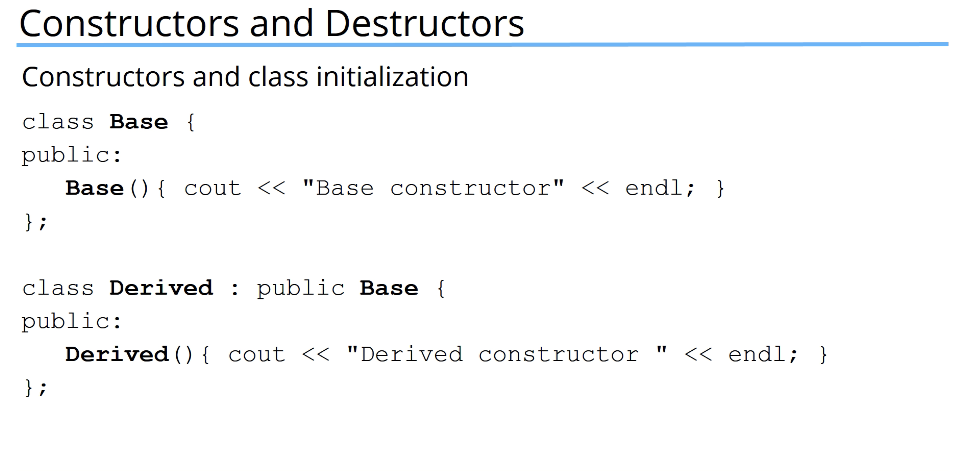 Constructors and Destructors
Constructors and class initialization
class Base {
public:
   Base(){ cout << "Base constructor" << endl; }
};

class Derived : public Base {
public:
   Derived(){ cout << "Derived constructor " << endl; }
};